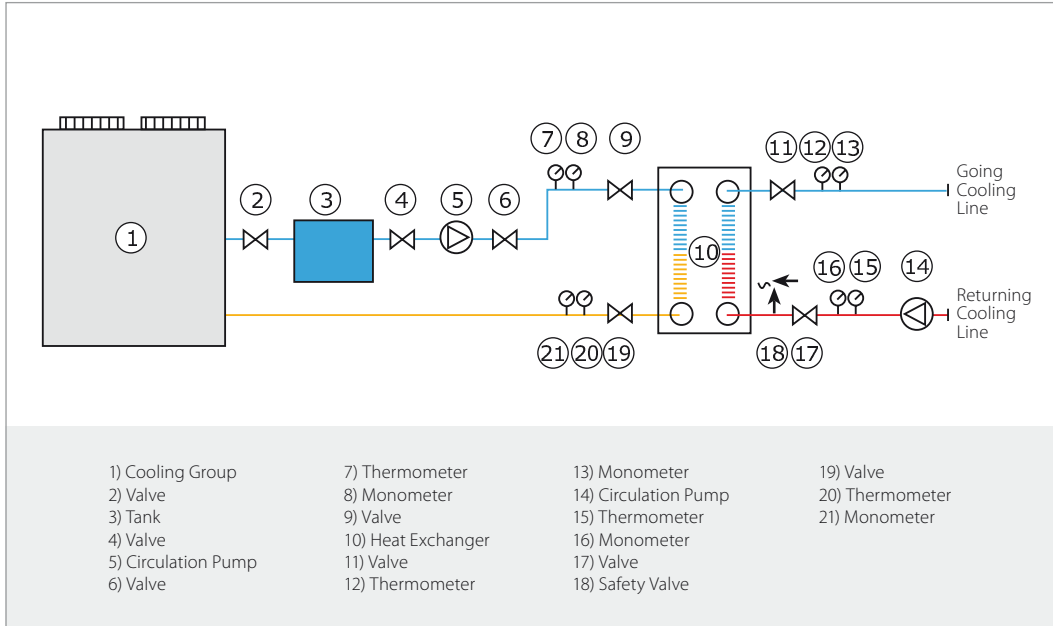 7 8 9 11 12 13
Going
Cooling
Line
2 3 4 5 6
1
10
16 15 14
Returning
Cooling
Line
21 20 19 18 17
1) Cooling Group
2) Valve
3) Tank
4) Valve
5) Circulation Pump
6) Valve
7) Thermometer
8) Monometer
9) Valve
10) Heat Exchanger
11) Valve
12) Thermometer
13) Monometer
14) Circulation Pump
15) Thermometer
16) Monometer
17) Valve
18) Safety Valve
19) Valve
20) Thermometer
21) Monometer